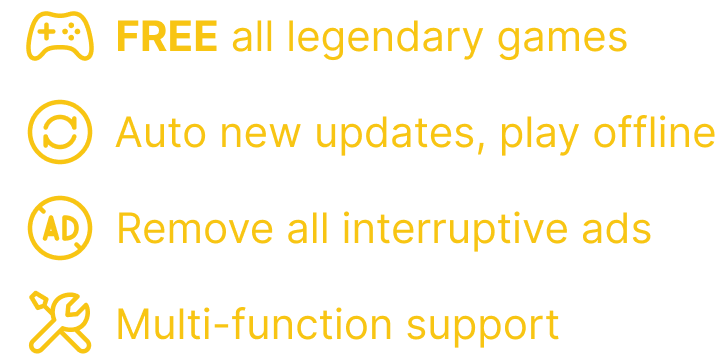 FREE all legendary games
Auto new updates, play offline
AD
Remove all interruptive ads
Multi-function support